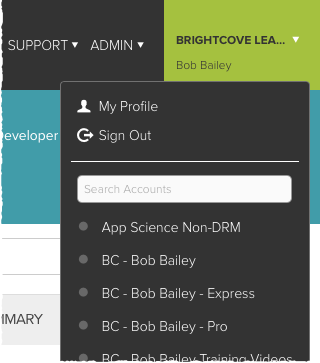 SUPPORT ADMIN
BRIGHTCOVE LEA...
Bob Bailey
My Profile
Developer
Sign Out
Search Accounts
App Science Non-DRM
BC - Bob Bailey
BC - Bob Bailey - Express
MARY
BC - Bob Bailey - Pro
BC - Bob Bailey Training Videos